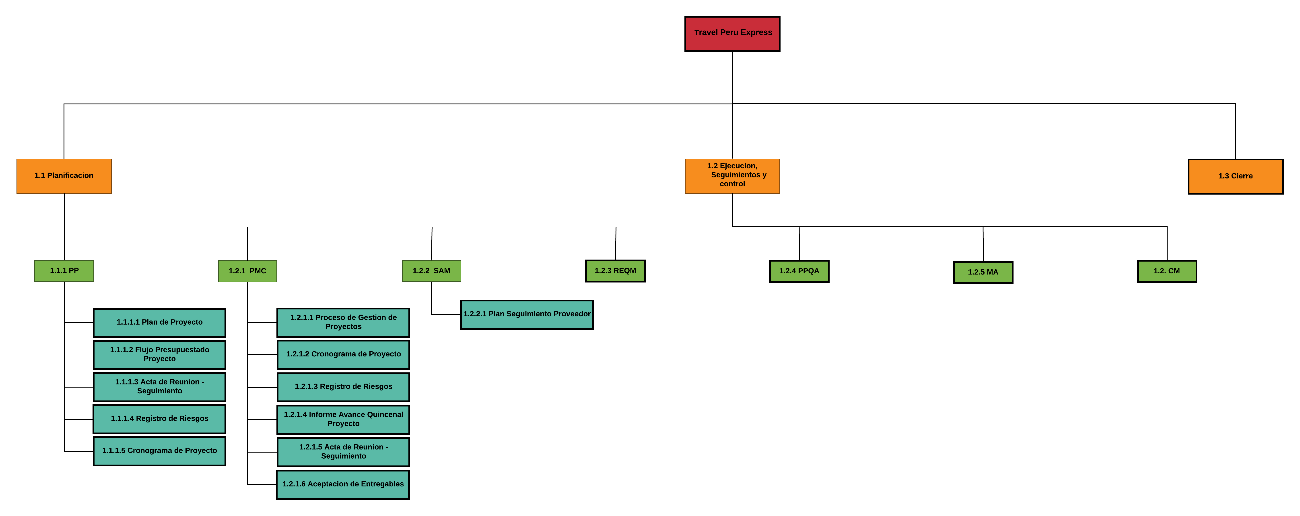 Travel Peru Express
1.1 Planificacion
1.2 Ejecucion,
Seguimientos y
control
1.3 Cierre
1.1.1 PP
1.2.1 PMC
1.2.2 SAM
1.2.3 REQM
1.2.4 PPQA
1.2.5 MA
1.2. CM
1.1.1.1 Plan de Proyecto
1.1.1.2 Flujo Presupuestado
Proyecto
1.1.1.3 Acta de Reunion -
Seguimiento
1.1.1.4 Registro de Riesgos
1.1.1.5 Cronograma de Proyecto
1.2.1.1 Proceso de Gestion de
Proyectos
1.2.1.2 Cronograma de Proyecto
1.2.1.3 Registro de Riesgos
1.2.1.4 Informe Avance Quincenal
Proyecto
1.2.1.5 Acta de Reunion -
Seguimiento
1.2.1.6 Aceptacion de Entregables
1.2.2.1 Plan Seguimiento Proveedor